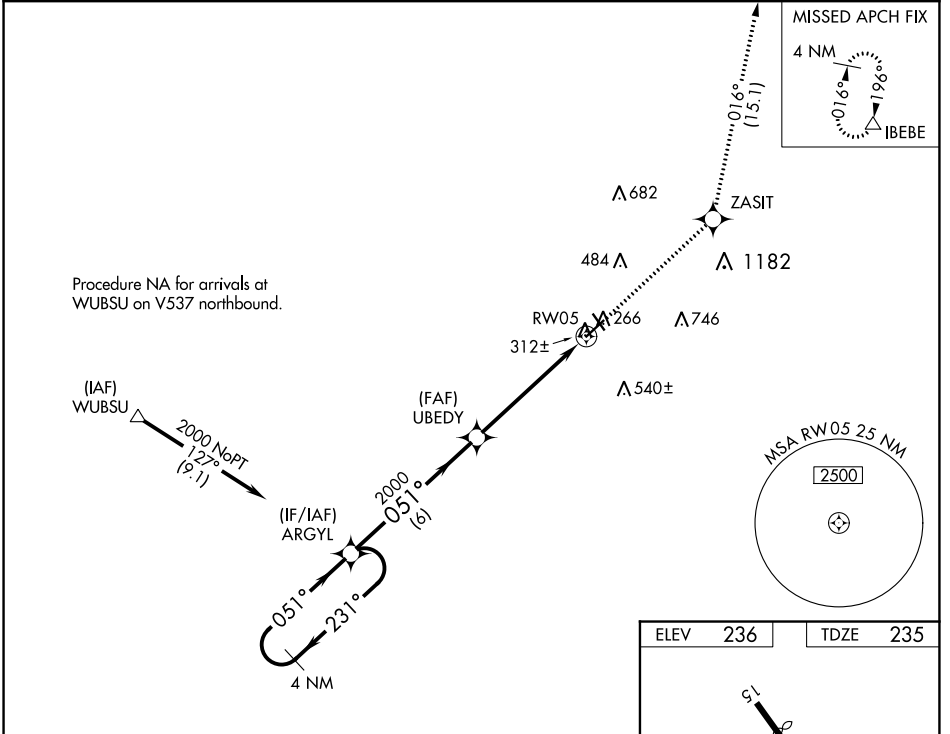 MISSED APCH FIX
4 NM
016°
196°
IBEBE
016°
(15.1)
682
ZASIT
484
1182
Procedure NA for arrivals at
WUBSU on V537 northbound.
RW05
266
746
312±
540±
(IAF)
WUBSU
2000 NoPT
127°
(9.1)
(FAF)
UBEDY
2000
051°
(6)
(IF/IAF)
ARGYL
051°
231°
4 NM
MSA RW05 25 NM
2500
ELEV 236
TDZE 235
15